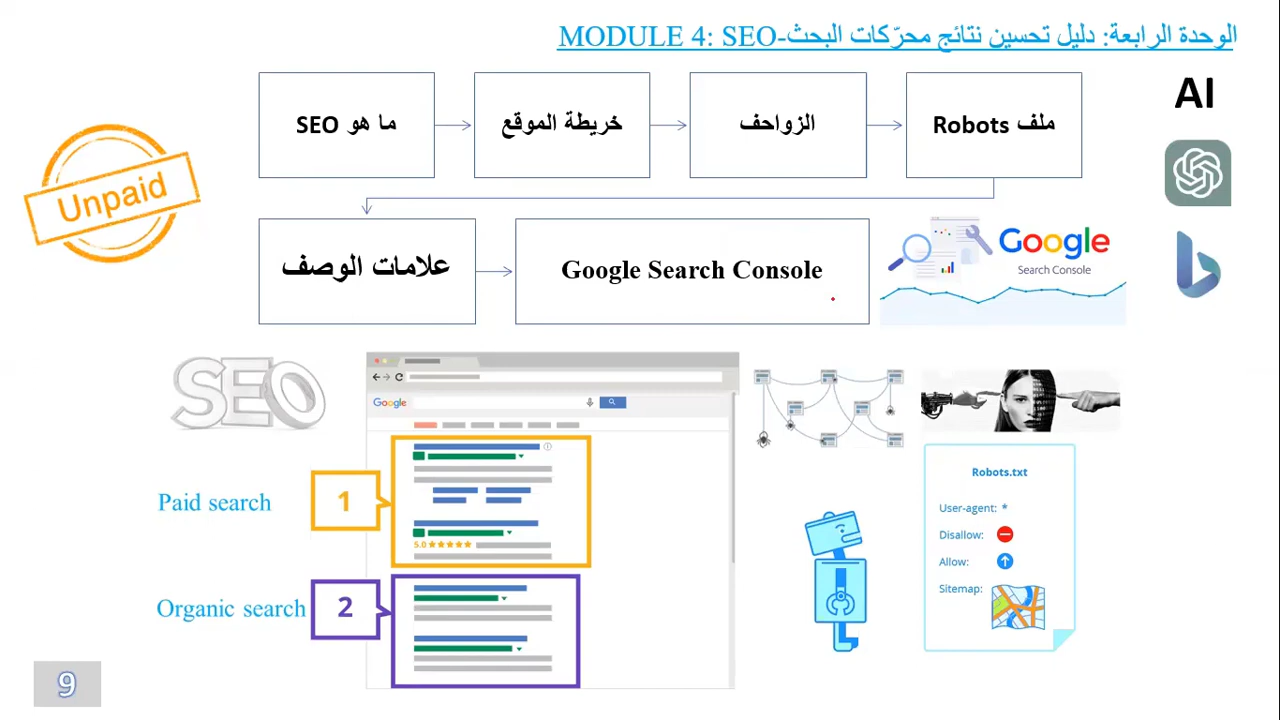 الوحدة الرابعة: دليل تحسين نتائج محرّكات البحث-MODULE 4: SEO
AI
ما هو SEO
خريطة الموقع
الزواحف
ملف Robots
Unpaid
علامات الوصف
Google Search Console
Google
Search Console
SEO
Google
Paid search
1
5.0
Organic search
2
Robots.txt
User-agent: *
Disallow:
Allow:
Sitemap:
9